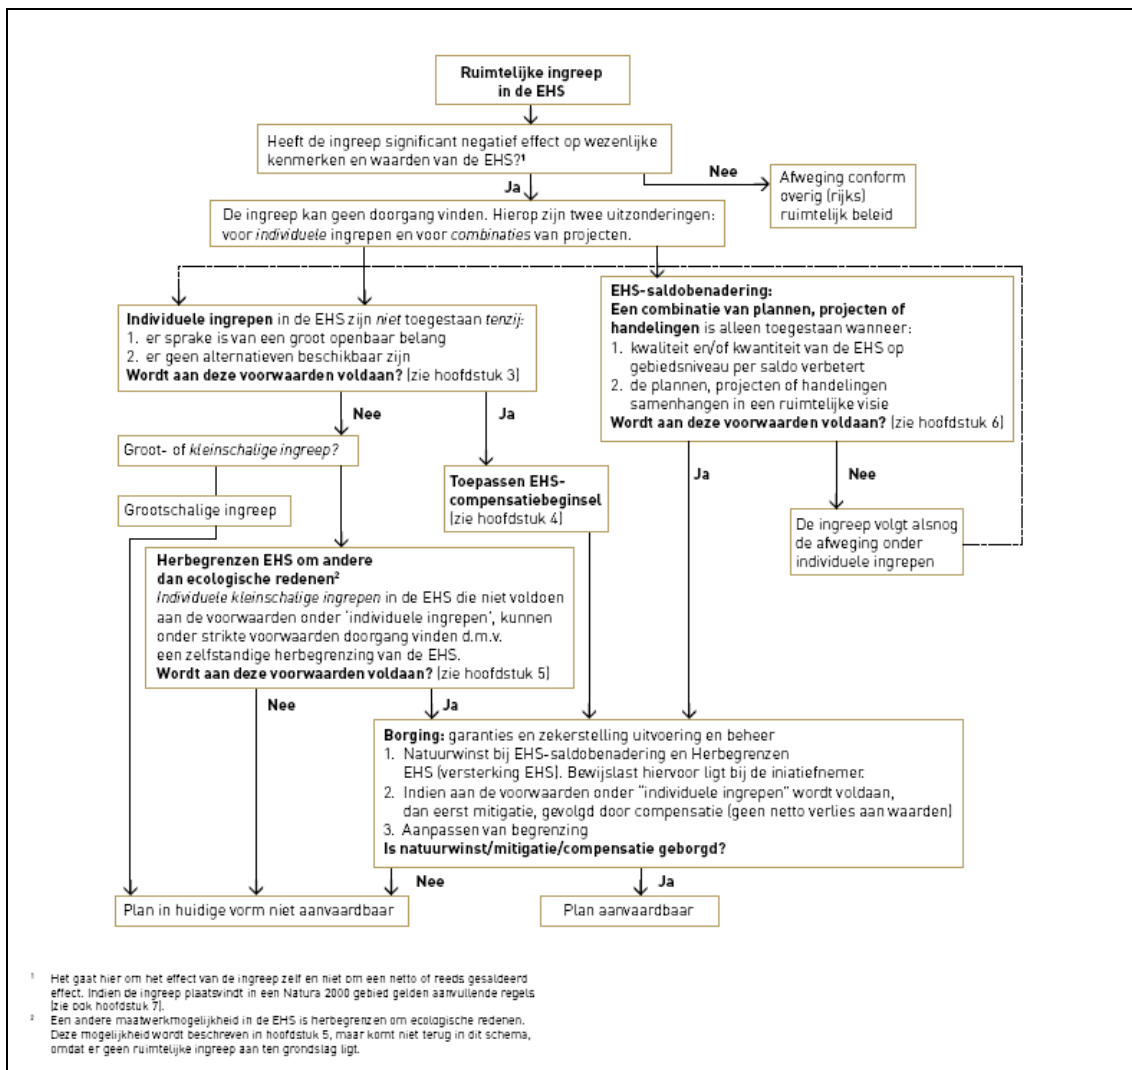 Ruimtelijke ingreep
in de EHS
Heeft de ingreep significant negatief effect op wezenlijke
kenmerken en waarden van de EHS?¹
Nee
Afweging conform
overig (rijks)
ruimtelijk beleid
Ja
De ingreep kan geen doorgang vinden. Hierop zijn twee uitzonderingen:
voor individuele ingrepen en voor combinaties van projecten.
Individuele ingrepen in de EHS zijn niet toegestaan tenzij:
1. er sprake is van een groot openbaar belang
2. er geen alternatieven beschikbaar zijn
Wordt aan deze voorwaarden voldaan? (zie hoofdstuk 3)
EHS-saldobenadering:
Een combinatie van plannen, projecten of
handelingen is alleen toegestaan wanneer:
1. kwaliteit en/of kwantiteit van de EHS op
gebiedsniveau per saldo verbetert
2. de plannen, projecten of handelingen
samenhangen in een ruimtelijke visie
Wordt aan deze voorwaarden voldaan? (zie hoofdstuk 6)
Nee
Ja
Groot- of kleinschalige ingreep?
Grootschalige ingreep
Toepassen EHS-
compensatiebeginsel
(zie hoofdstuk 4)
Ja
Nee
De ingreep volgt alsnog
de afweging onder
individuele ingrepen
Herbegrenzen EHS om andere
dan ecologische redenen²
Individuele kleinschalige ingrepen in de EHS die niet voldoen
aan de voorwaarden onder ‘individuele ingrepen’, kunnen
onder strikte voorwaarden doorgang vinden d.m.v.
een zelfstandige herbegrenzing van de EHS.
Wordt aan deze voorwaarden voldaan? (zie hoofdstuk 5)
Nee
Ja
Borging: garanties en zekerstelling uitvoering en beheer
1. Natuurwinst bij EHS-saldobenadering en Herbegrenzen
EHS (versterking EHS). Bewijslast hiervoor ligt bij de iniatiefnemer.
2. Indien aan de voorwaarden onder “individuele ingrepen” wordt voldaan,
dan eerst mitigatie, gevolgd door compensatie (geen netto verlies aan waarden)
3. Aanpassen van begrenzing
Is natuurwinst/mitigatie/compensatie geborgd?
Nee
Ja
Plan in huidige vorm niet aanvaardbaar
Plan aanvaardbaar
¹ Het gaat hier om het effect van de ingreep zelf en niet om een netto of reeds gesaldeerd
effect. Indien de ingreep plaatsvindt in een Natura 2000 gebied gelden aanvullende regels
(zie ook hoofdstuk 7).
² Een andere maatwerkmogelijkheid in de EHS is herbegrenzen om ecologische redenen.
Deze mogelijkheid wordt beschreven in hoofdstuk 5, maar komt niet terug in dit schema,
omdat er geen ruimtelijke ingreep aan ten grondslag ligt.